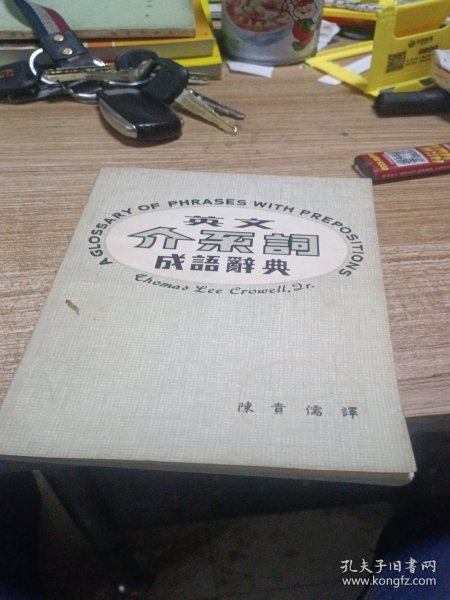 A GLOSSARY OF PHRASES WITH PREPOSITIONS
英文
介系詞
成語辭典
Thomas Lee Crowell, Jr.
陳貴儒譯
孔夫子旧书网
www.kongfz.com